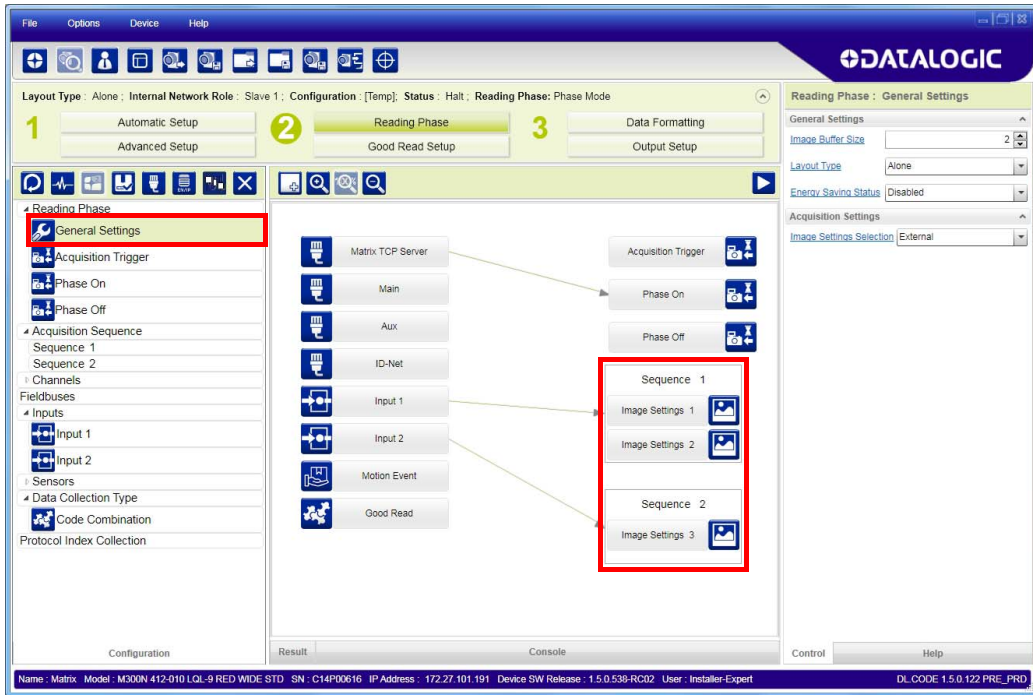 File Options Device Help
DATALOGIC
Layout Type : Alone ; Internal Network Role : Slave 1 ; Configuration : [Temp]; Status : Halt ; Reading Phase: Phase Mode
1 Automatic Setup
Advanced Setup
2 Reading Phase
Good Read Setup
3 Data Formatting
Output Setup
Reading Phase
General Settings
Acquisition Trigger
Phase On
Phase Off
Acquisition Sequence
Sequence 1
Sequence 2
Channels
Fieldbuses
Inputs
Input 1
Input 2
Sensors
Data Collection Type
Code Combination
Protocol Index Collection
Configuration
Matrix TCP Server
Main
Aux
ID-Net
Input 1
Input 2
Motion Event
Good Read
Acquisition Trigger
Phase On
Phase Off
Sequence 1
Image Settings 1
Image Settings 2
Sequence 2
Image Settings 3
Result Console
Reading Phase : General Settings
General Settings
Image Buffer Size 2
Layout Type Alone
Energy Saving Status Disabled
Acquisition Settings
Image Settings Selection External
Control Help
Name : Matrix Model : M300N 412-010 LQL-9 RED WIDE STD SN : C14P00616 IP Address : 172.27.101.191 Device SW Release : 1.5.0.538-RC02 User : Installer-Expert DL.CODE 1.5.0.122 PRE_PRD